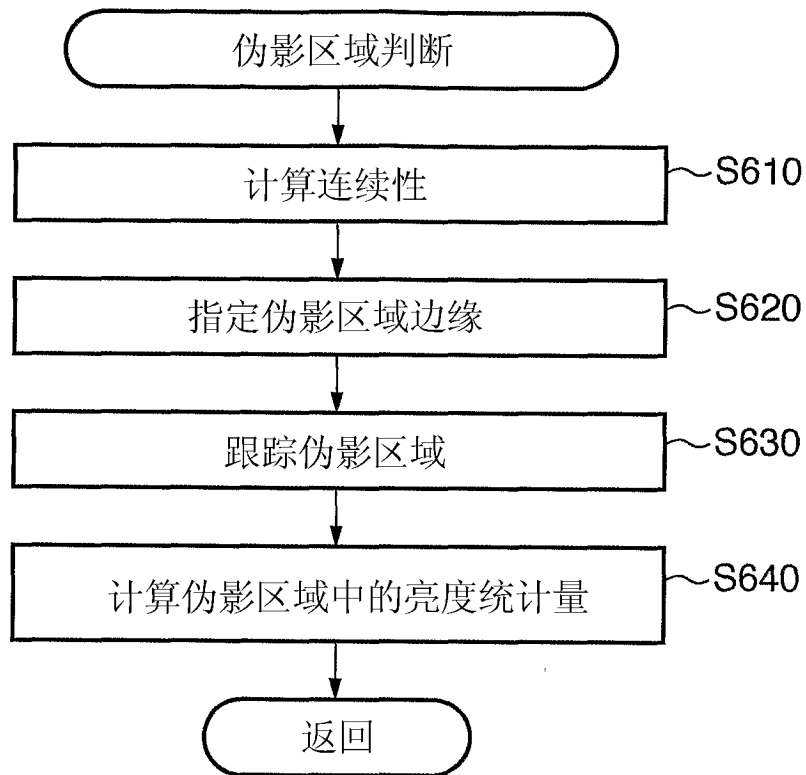 伪影区域判断
计算连续性
S610
指定伪影区域边缘
S620
跟踪伪影区域
S630
计算伪影区域中的亮度统计量
S640
返回